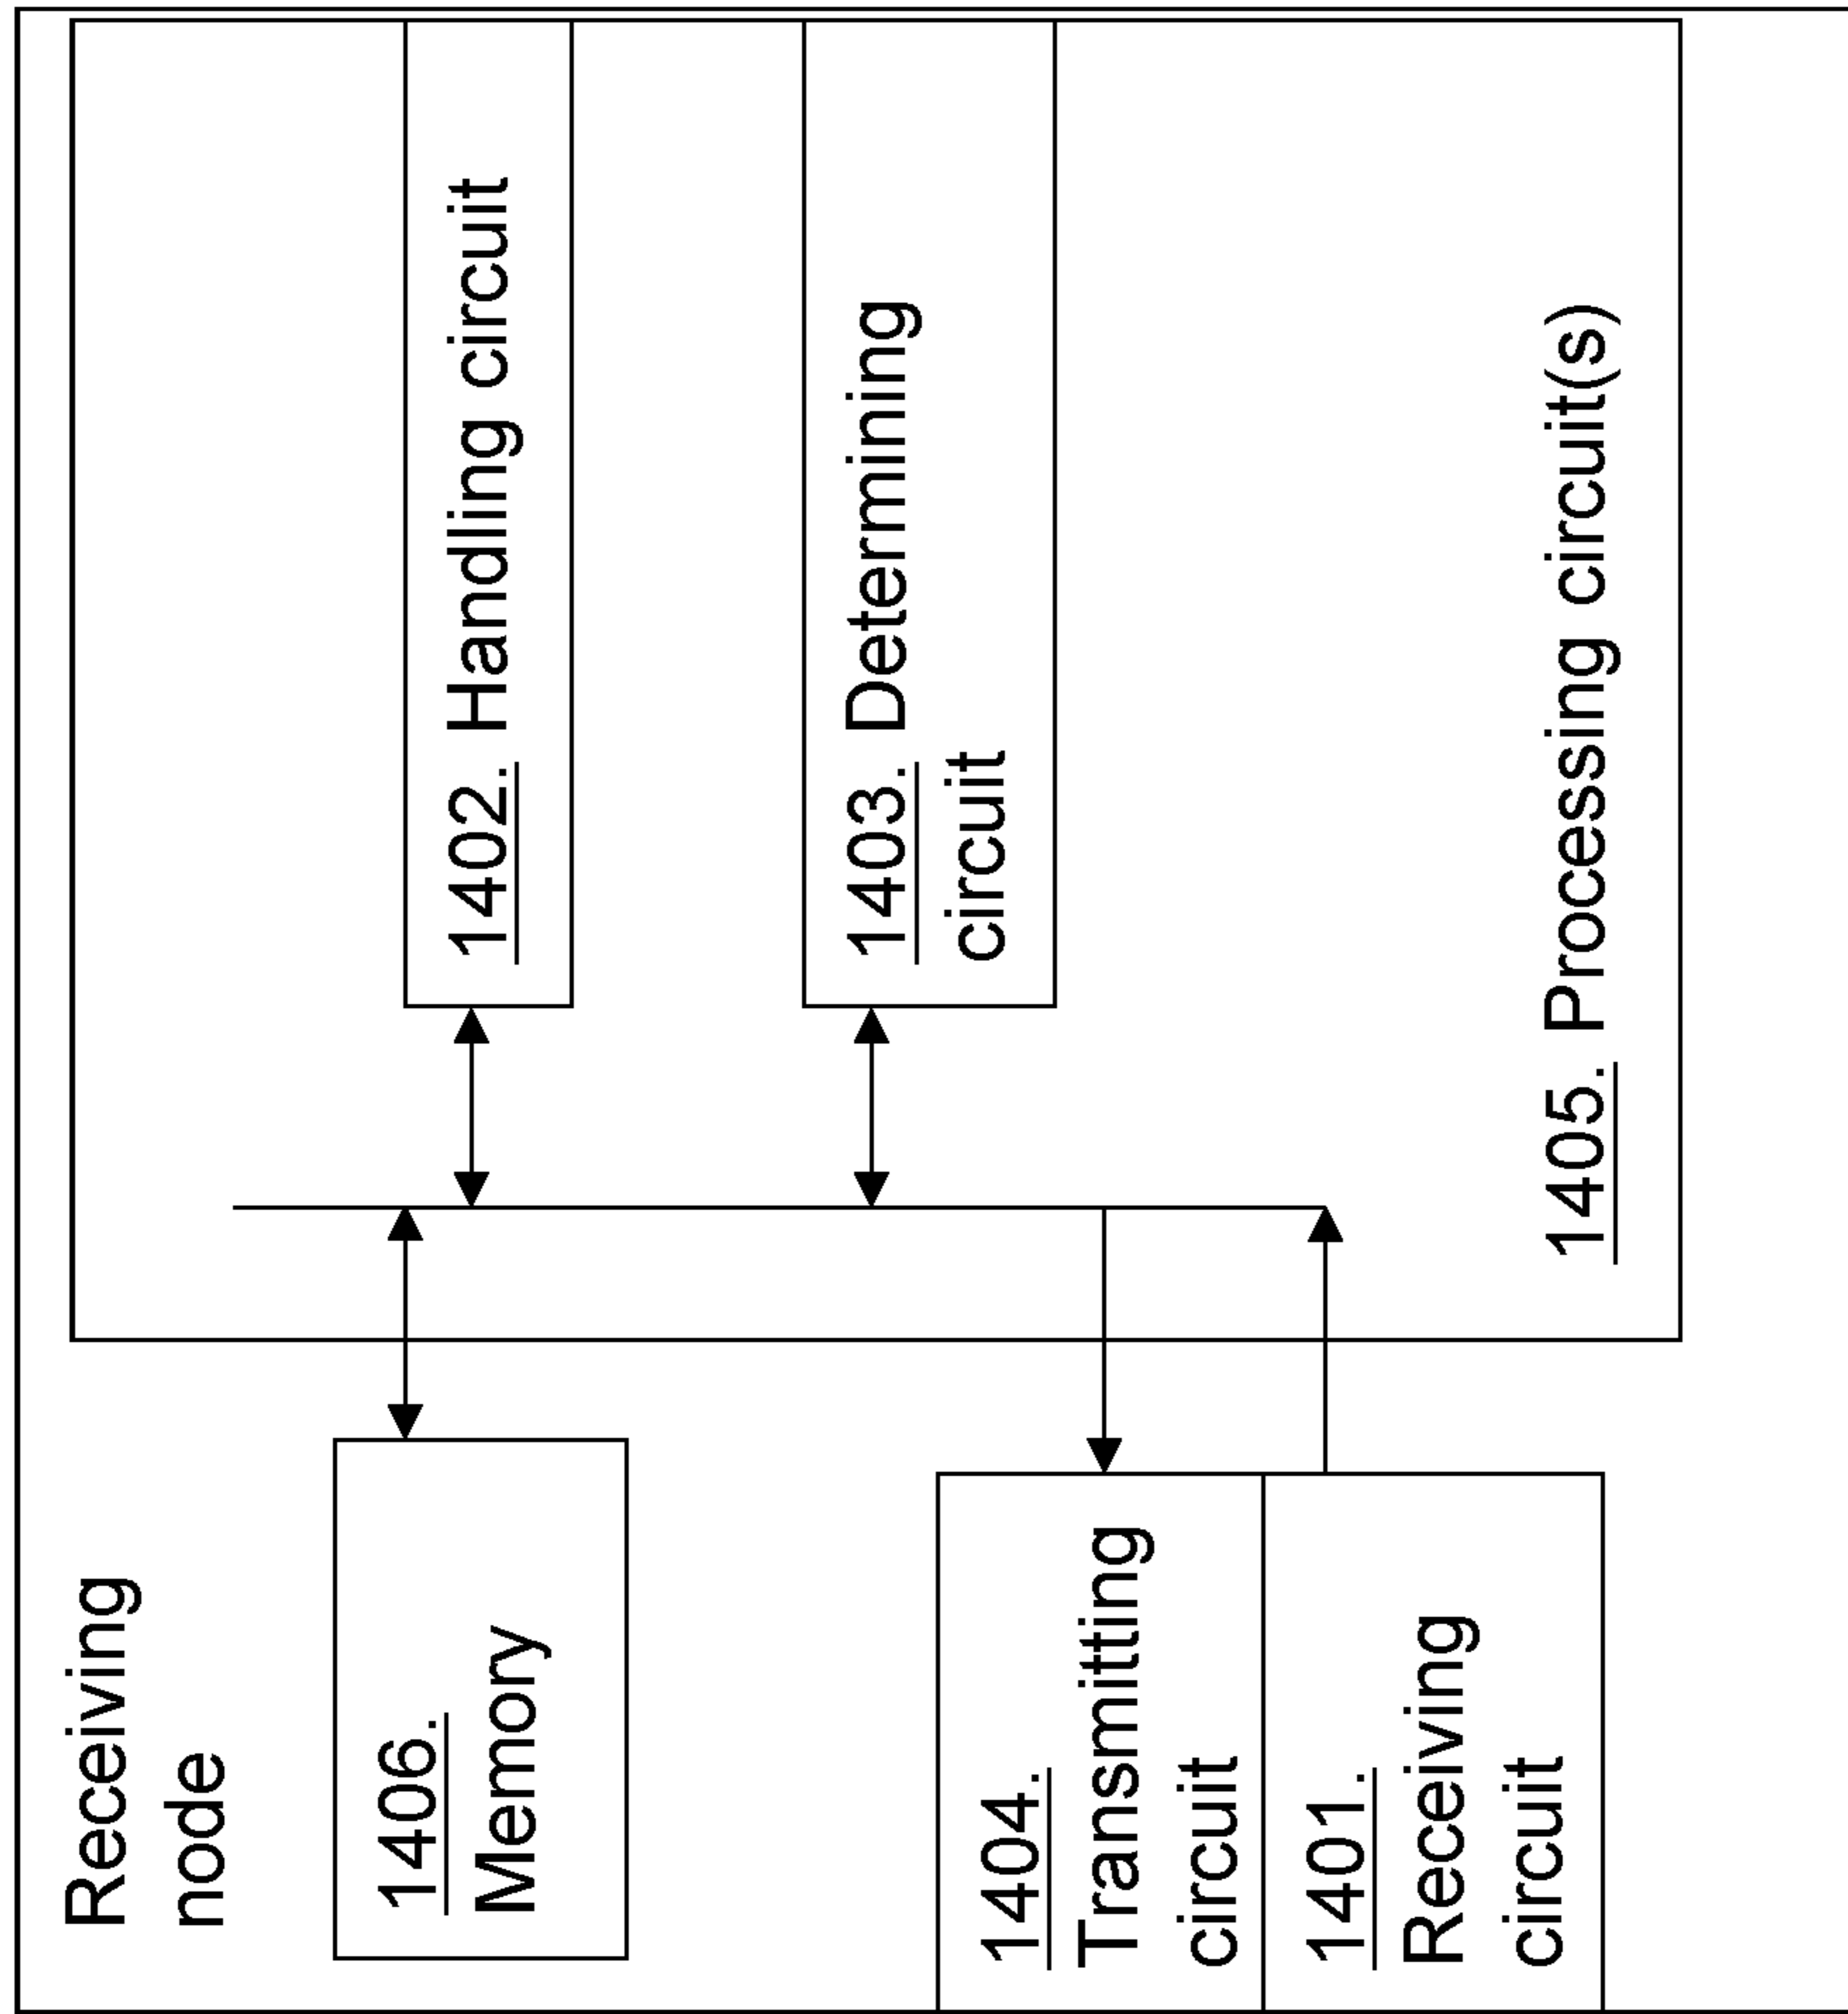 Receiving
node
1406.
Memory
1404.
Transmitting
circuit
1401.
Receiving
circuit
1402. Handling circuit
1403. Determining
circuit
1405. Processing circuit(s)